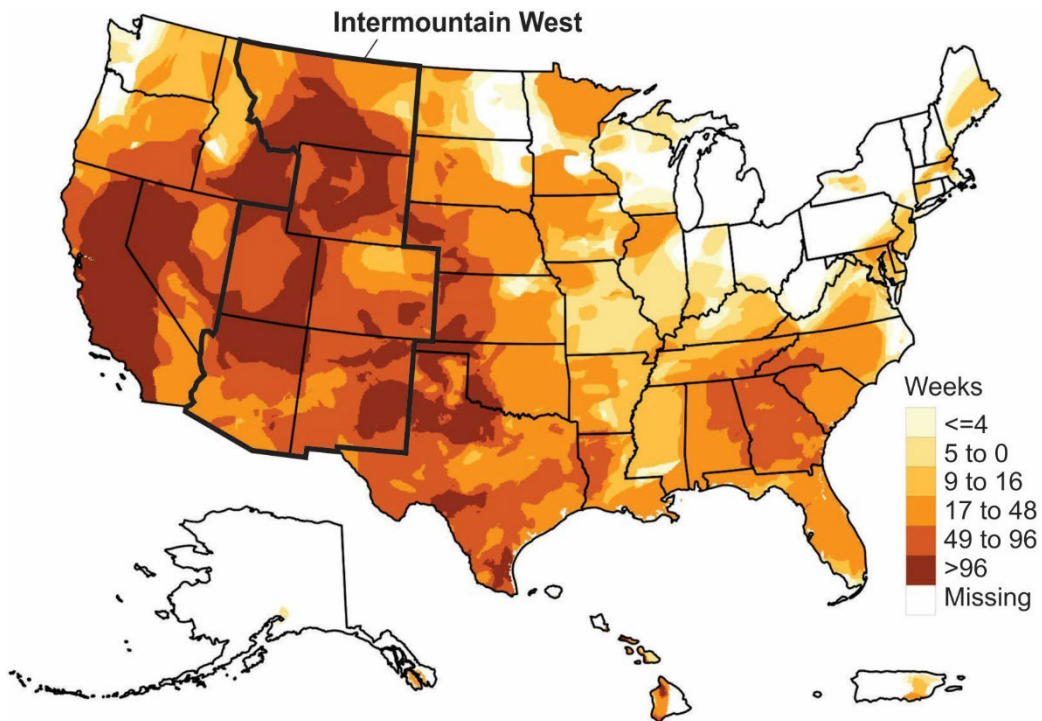 Intermountain West
Weeks
<=4
5 to 0
9 to 16
17 to 48
49 to 96
>96
Missing